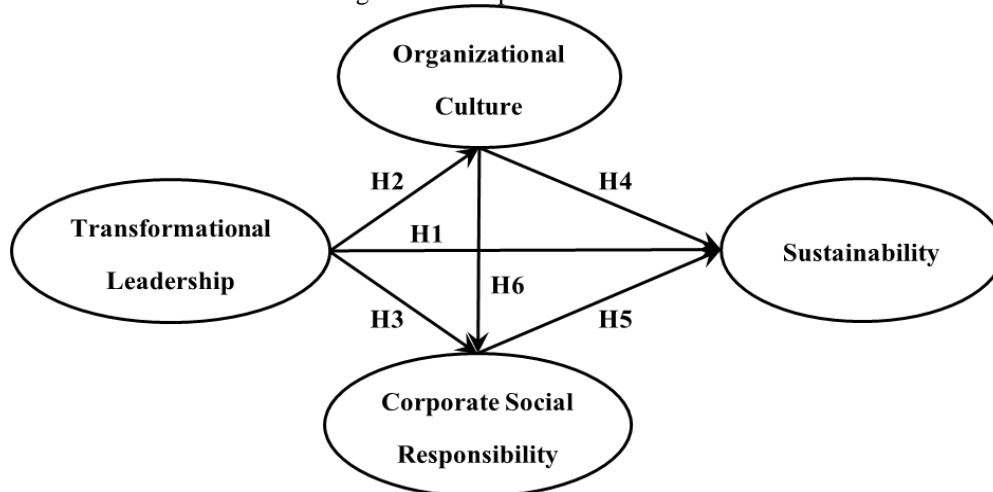 Organizational
Culture
H2
H4
Transformational
Leadership
H1
Sustainability
H6
H3
H5
Corporate Social
Responsibility